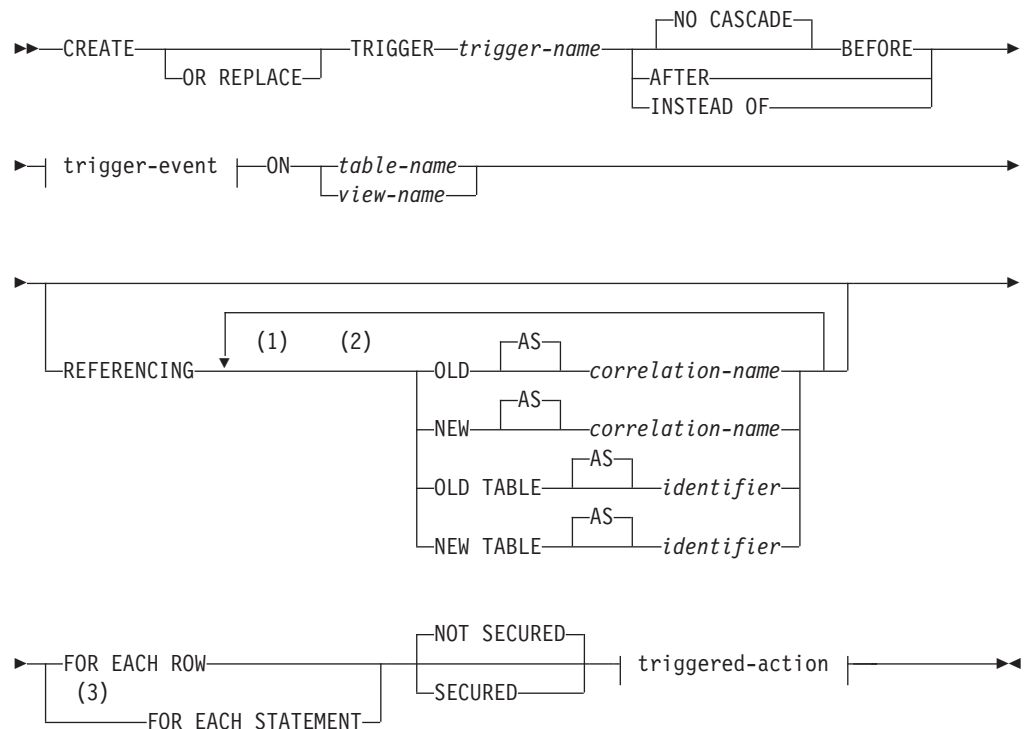 NO CASCADE
CREATE TRIGGER trigger-name BEFORE
OR REPLACE AFTER
INSTEAD OF
trigger-event ON table-name
view-name
(1) (2) AS
REFERENCING OLD correlation-name
AS
NEW correlation-name
AS
OLD TABLE identifier
AS
NEW TABLE identifier
NOT SECURED
FOR EACH ROW triggered-action
(3) SECURED
FOR EACH STATEMENT